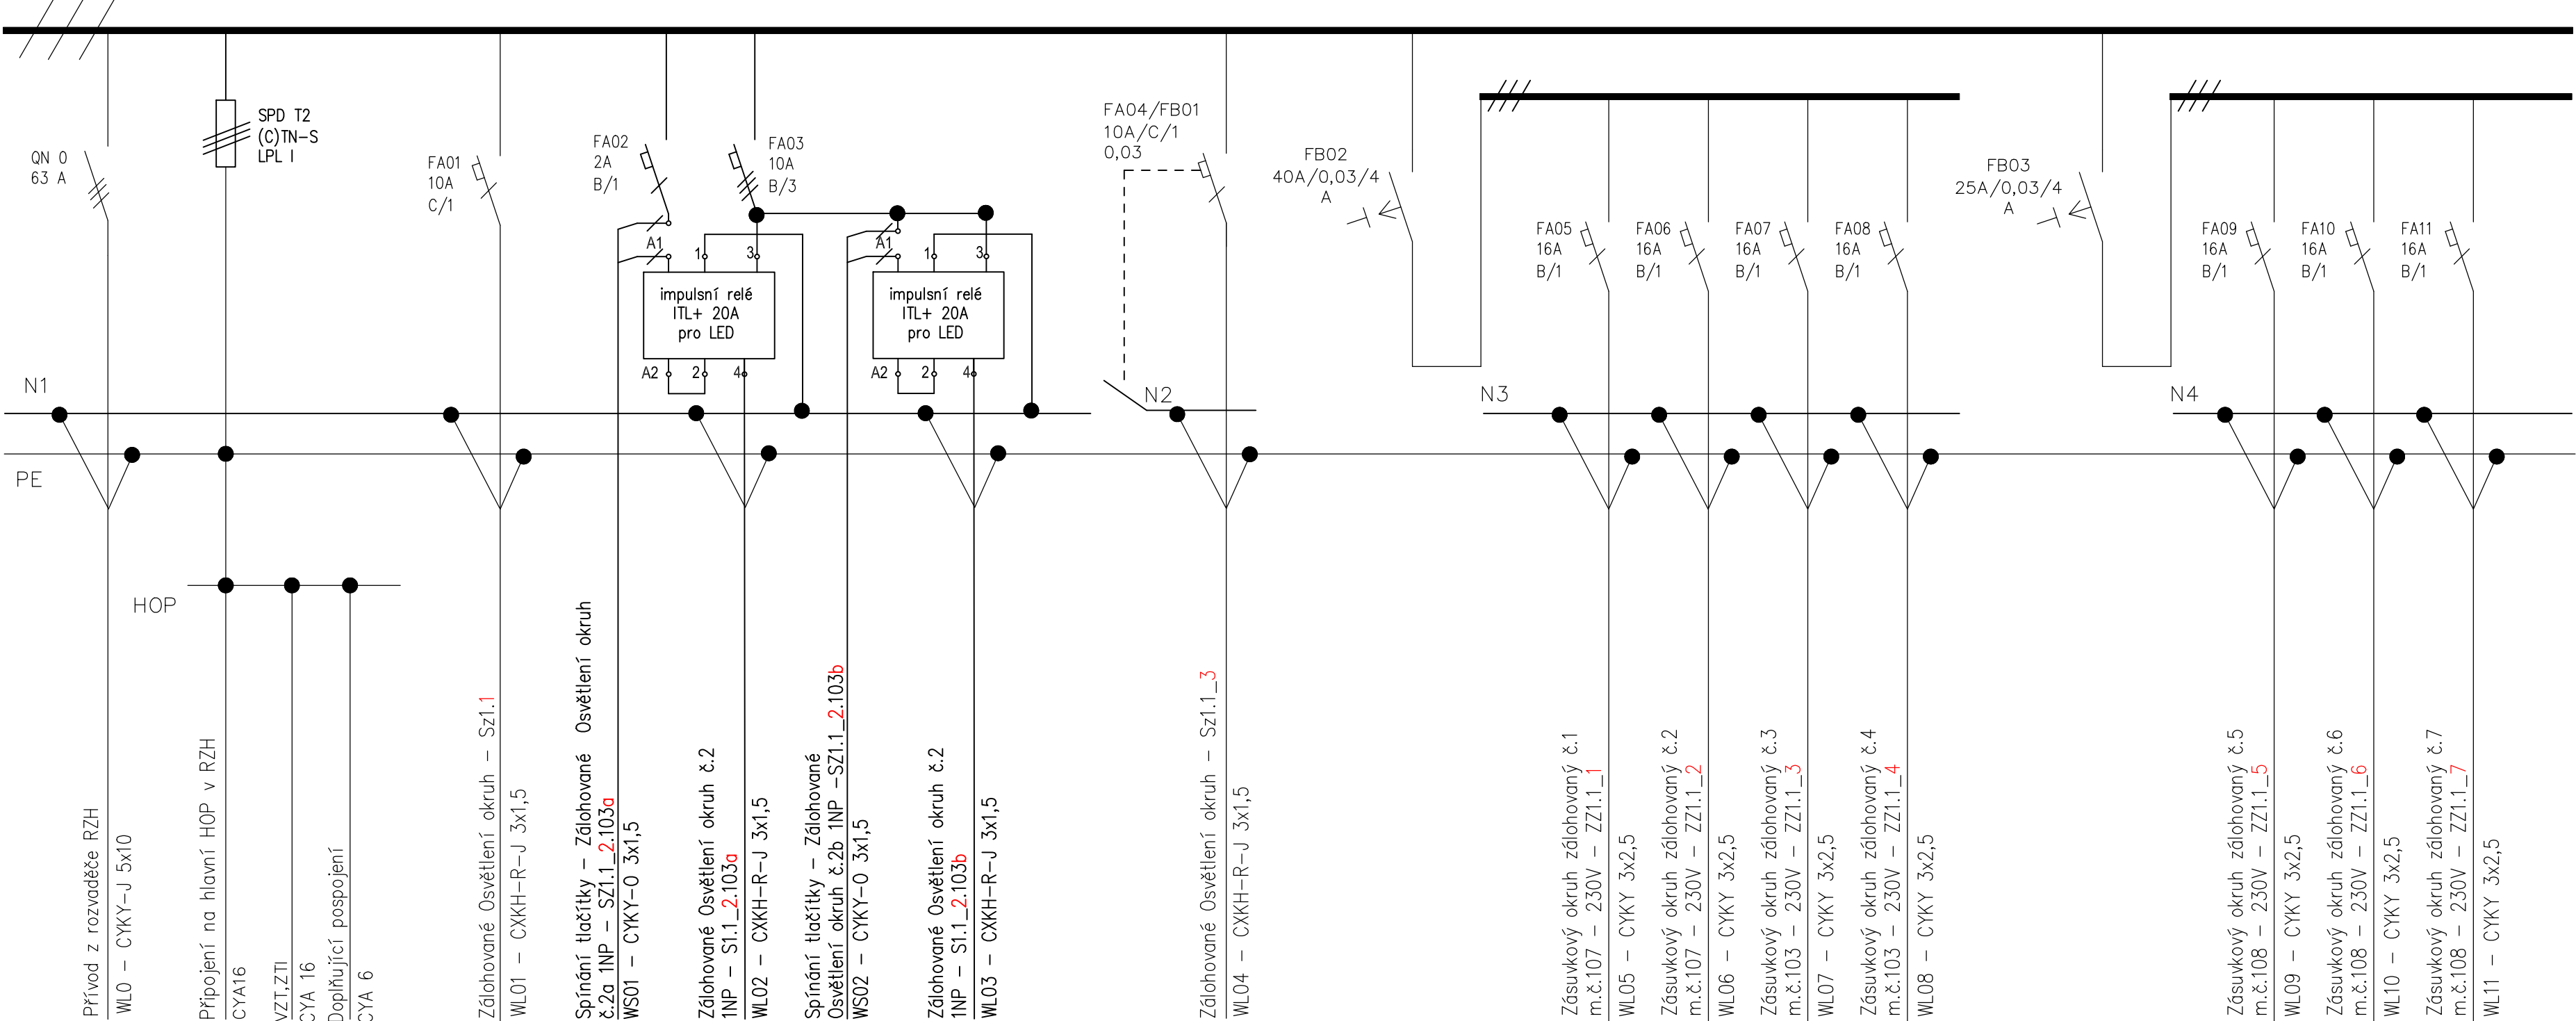 QN 0
63 A
SPD T2
(C)TN-S
LPL I
FA01
10A
C/1
FA02
2A
B/1
FA03
10A
B/3
A1
1
3
impulsní relé
ITL+ 20A
pro LED
A2
2
4
A1
1
3
impulsní relé
ITL+ 20A
pro LED
A2
2
4
FA04/FB01
10A/C/1
0,03
FB02
40A/0,03/4
A
FA05
16A
B/1
FA06
16A
B/1
FA07
16A
B/1
FA08
16A
B/1
FB03
25A/0,03/4
A
FA09
16A
B/1
FA10
16A
B/1
FA11
16A
B/1
N1
N2
N3
N4
PE
HOP
Přívod z rozvaděče RZH
WL0 - CYKY-J 5x10
Připojení na hlavní HOP v RZH
CYA16
VZT,ZTI
CYA 16
Doplňující pospojení
CYA 6
Zálohované Osvětlení okruh - Sz1.1
WL01 - CXKH-R-J 3x1,5
Spínání tlačítky - Zálohované Osvětlení okruh
č.2a 1NP - SZ1.1_2.103a
WS01 - CYKY-O 3x1,5
Zálohované Osvětlení okruh č.2
1NP - S1.1_2.103a
WL02 - CXKH-R-J 3x1,5
Spínání tlačítky - Zálohované
Osvětlení okruh č.2b 1NP -SZ1.1_2.103b
WS02 - CYKY-O 3x1,5
Zálohované Osvětlení okruh č.2
1NP - S1.1_2.103b
WL03 - CXKH-R-J 3x1,5
Zálohované Osvětlení okruh - Sz1.1_3
WL04 - CXKH-R-J 3x1,5
Zásuvkový okruh zálohovaný č.1
m.č.107 - 230V - ZZ1.1_1
WL05 - CYKY 3x2,5
Zásuvkový okruh zálohovaný č.2
m.č.107 - 230V - ZZ1.1_2
WL06 - CYKY 3x2,5
Zásuvkový okruh zálohovaný č.3
m.č.103 - 230V - ZZ1.1_3
WL07 - CYKY 3x2,5
Zásuvkový okruh zálohovaný č.4
m.č.103 - 230V - ZZ1.1_4
WL08 - CYKY 3x2,5
Zásuvkový okruh zálohovaný č.5
m.č.108 - 230V - ZZ1.1_5
WL09 - CYKY 3x2,5
Zásuvkový okruh zálohovaný č.6
m.č.108 - 230V - ZZ1.1_6
WL10 - CYKY 3x2,5
Zásuvkový okruh zálohovaný č.7
m.č.108 - 230V - ZZ1.1_7
WL11 - CYKY 3x2,5